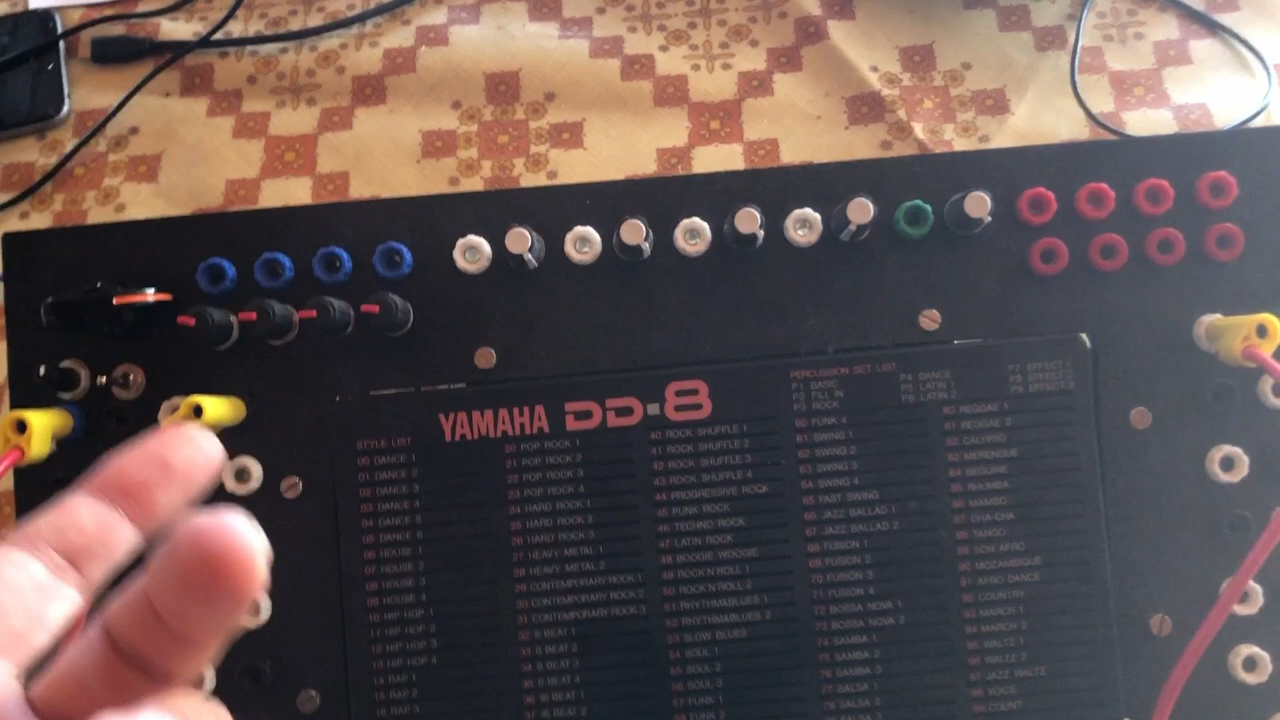 YAMAHA DD-8
PERCUSSION SET LIST
P1 BASIC
P2 FILL IN
P3 ROCK
P4 DANCE
P5 LATIN 1
P6 LATIN 2
P7 EFFECT 1
P8 EFFECT 2
P9 EFFECT 3
STYLE LIST
00 DANCE 1
01 DANCE 2
02 DANCE 3
03 DANCE 4
04 DANCE 5
05 DANCE 6
06 HOUSE 1
07 HOUSE 2
08 HOUSE 3
09 HOUSE 4
10 HIP HOP 1
11 HIP HOP 2
12 HIP HOP 3
13 HIP HOP 4
14 RAP 1
15 RAP 2
16 RAP 3
20 POP ROCK 1
21 POP ROCK 2
22 POP ROCK 3
23 POP ROCK 4
24 HARD ROCK 1
25 HARD ROCK 2
26 HARD ROCK 3
27 HEAVY METAL 1
28 HEAVY METAL 2
29 CONTEMPORARY ROCK 1
30 CONTEMPORARY ROCK 2
31 CONTEMPORARY ROCK 3
32 8 BEAT 1
33 8 BEAT 2
34 8 BEAT 3
35 8 BEAT 4
36 16 BEAT 1
37 16 BEAT 2
40 ROCK SHUFFLE 1
41 ROCK SHUFFLE 2
42 ROCK SHUFFLE 3
43 ROCK SHUFFLE 4
44 PROGRESSIVE ROCK
45 PUNK ROCK
46 TECHNO ROCK
47 LATIN ROCK
48 BOOGIE WOOGIE
49 ROCK'N'ROLL 1
50 ROCK'N'ROLL 2
51 RHYTHM&BLUES 1
52 RHYTHM&BLUES 2
53 SLOW BLUES
54 SOUL 1
55 SOUL 2
56 SOUL 3
57 FUNK 1
58 FUNK 2
60 FUNK 4
61 SWING 1
62 SWING 2
63 SWING 3
64 SWING 4
65 FAST SWING
66 JAZZ BALLAD 1
67 JAZZ BALLAD 2
68 FUSION 1
69 FUSION 2
70 FUSION 3
71 FUSION 4
72 BOSSA NOVA 1
73 BOSSA NOVA 2
74 SAMBA 1
75 SAMBA 2
76 SAMBA 3
77 SALSA 1
78 SALSA 2
79 SALSA 3
80 REGGAE 1
81 REGGAE 2
82 CALYPSO
83 MERENGUE
84 BEGUINE
85 RHUMBA
86 MAMBO
87 CHA-CHA
88 TANGO
89 SON AFRO
90 MOZAMBIQUE
91 AFRO DANCE
92 COUNTRY
93 MARCH 1
94 MARCH 2
95 WALTZ 1
96 WALTZ 2
97 JAZZ WALTZ
98 VOICE
99 COUNT